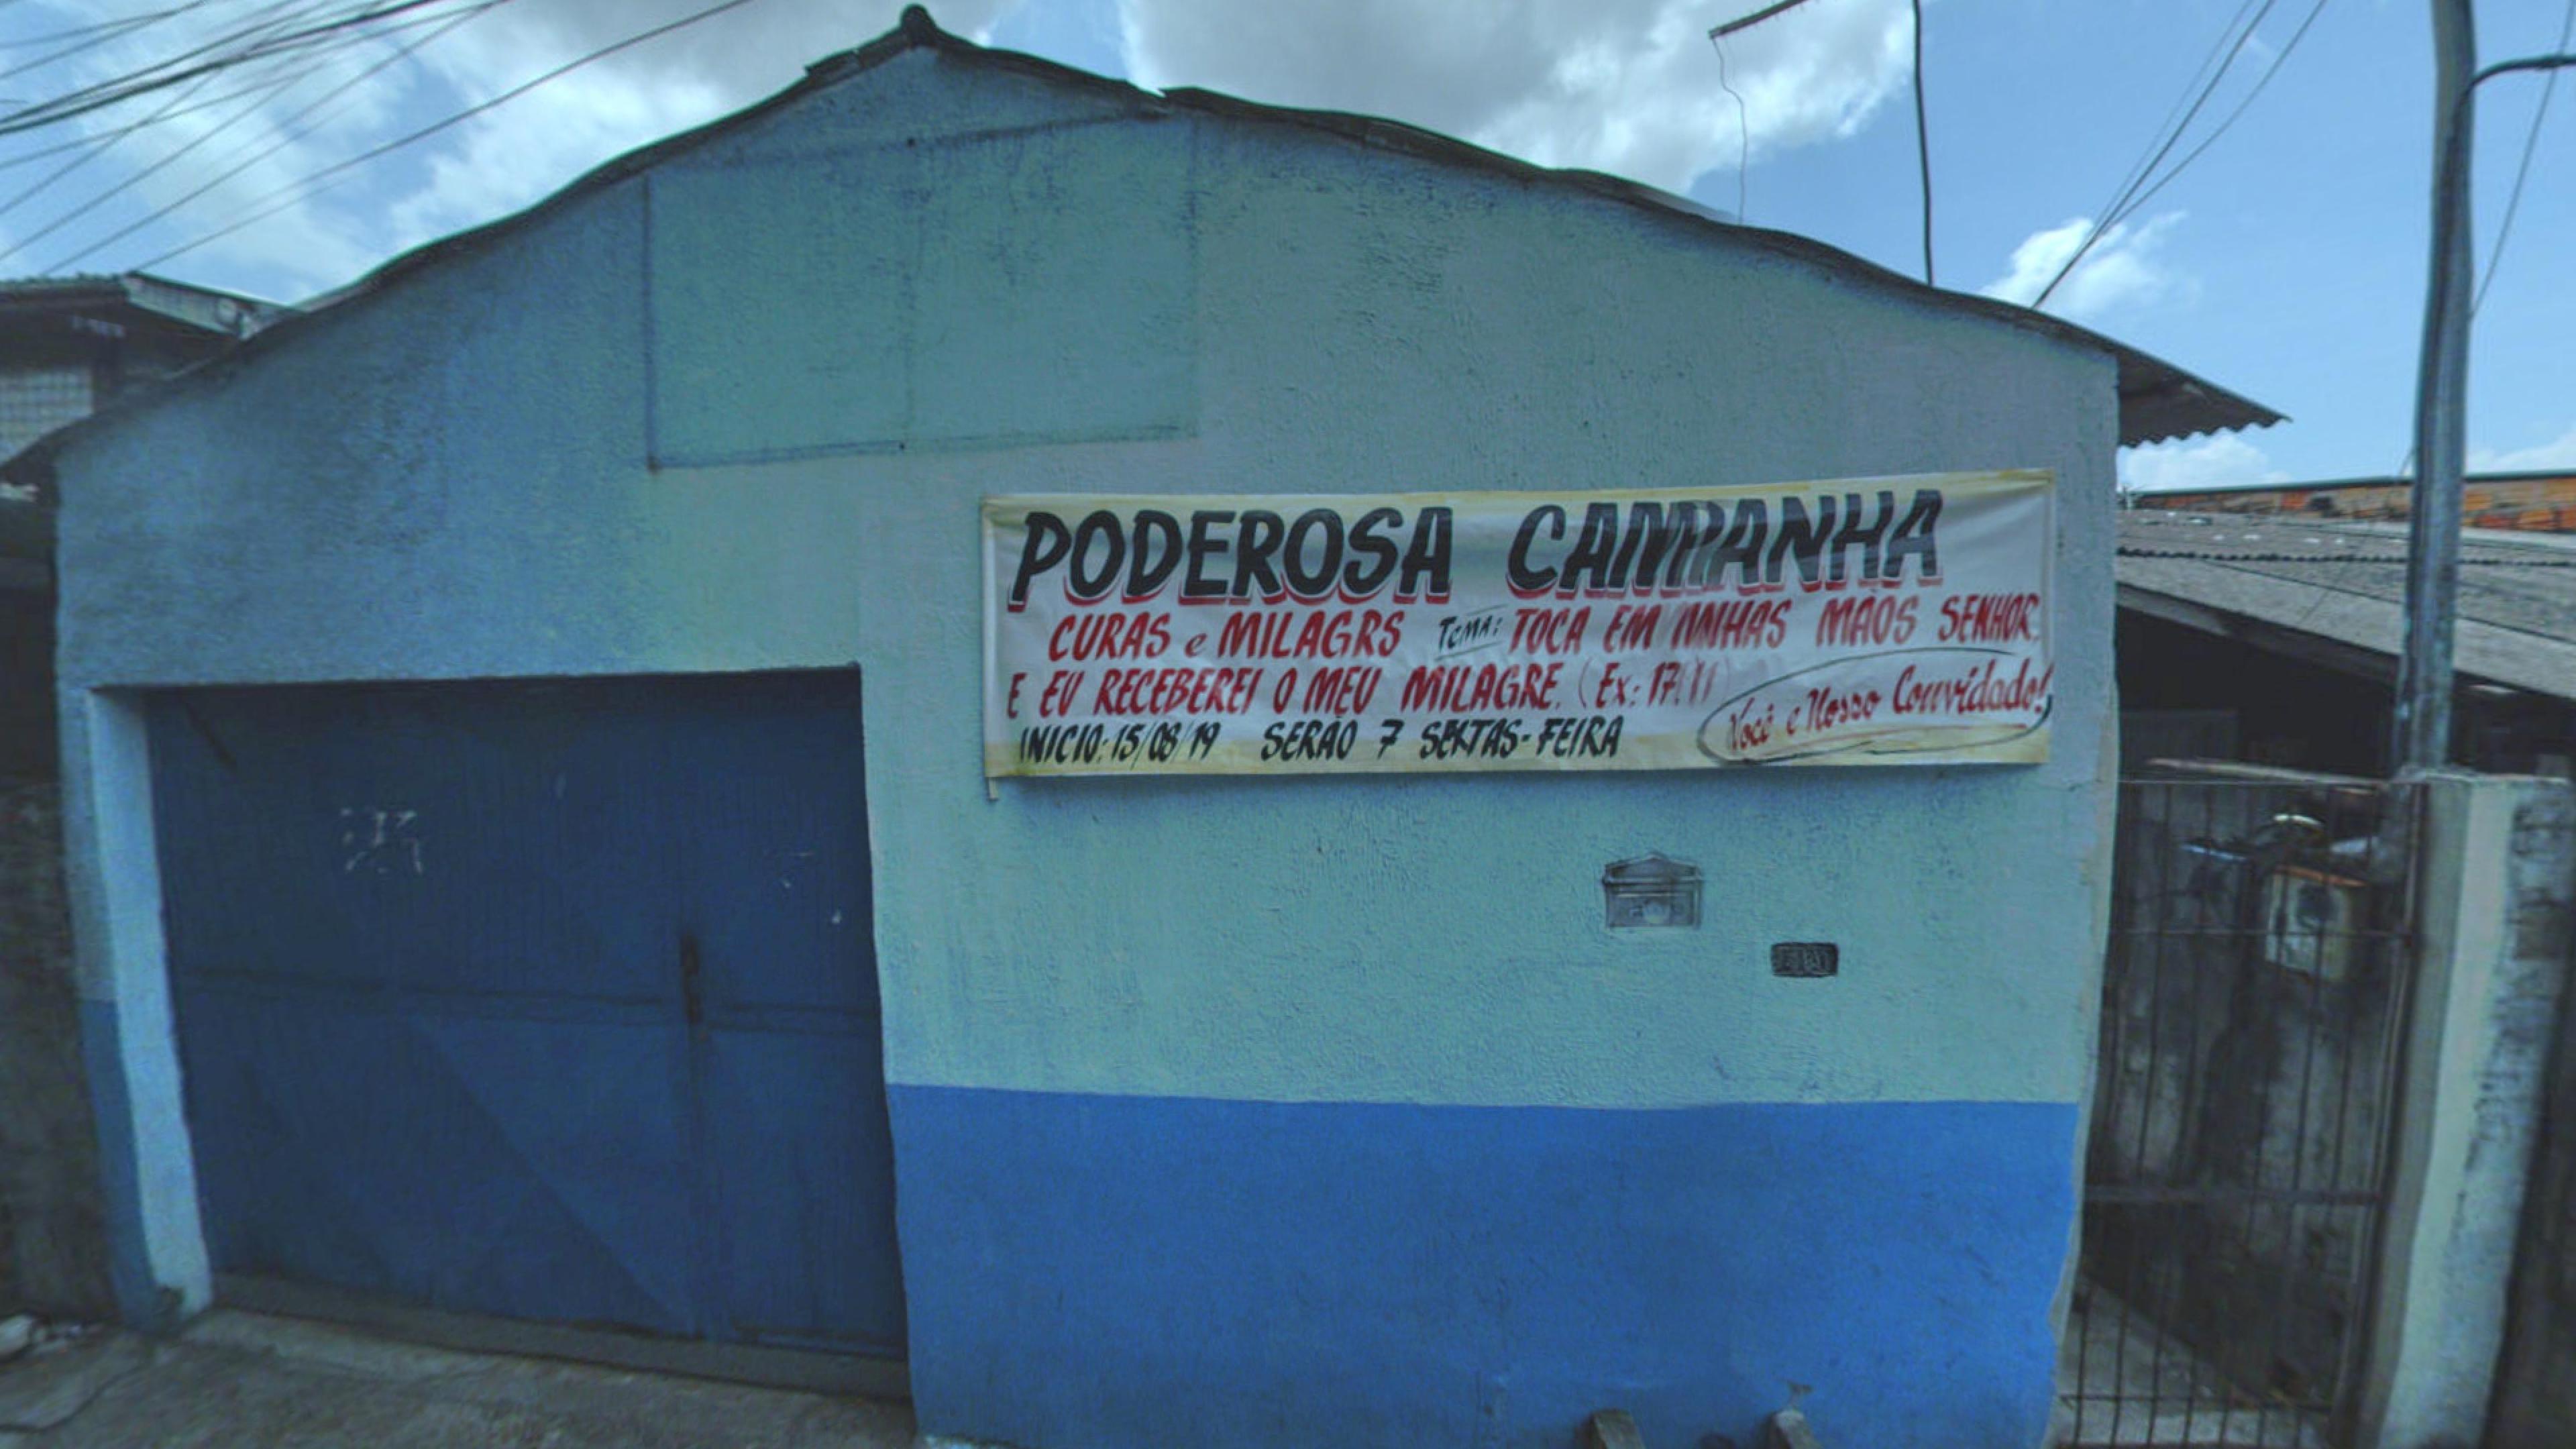 PODEROSA CAMPANHA
CURAS e MILAGRS Tema: TOCA EM MINHAS MÃOS SENHOR
E EU RECEBEREI O MEU MILAGRE. (Ex: 17.11)
INICIO: 15/08/19 SERÃO 7 SEXTAS-FEIRA
Você e Nosso Convidado!